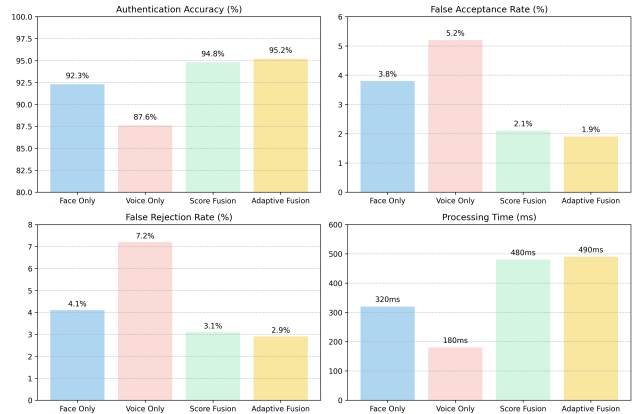 Authentication Accuracy (%)
100.0
97.5
95.0
92.5
90.0
87.5
85.0
82.5
80.0
92.3%
87.6%
94.8%
95.2%
Face Only
Voice Only
Score Fusion
Adaptive Fusion
False Acceptance Rate (%)
6
5
4
3
2
1
0
3.8%
5.2%
2.1%
1.9%
Face Only
Voice Only
Score Fusion
Adaptive Fusion
False Rejection Rate (%)
8
7
6
5
4
3
2
1
0
4.1%
7.2%
3.1%
2.9%
Face Only
Voice Only
Score Fusion
Adaptive Fusion
Processing Time (ms)
600
500
400
300
200
100
0
320ms
180ms
480ms
490ms
Face Only
Voice Only
Score Fusion
Adaptive Fusion